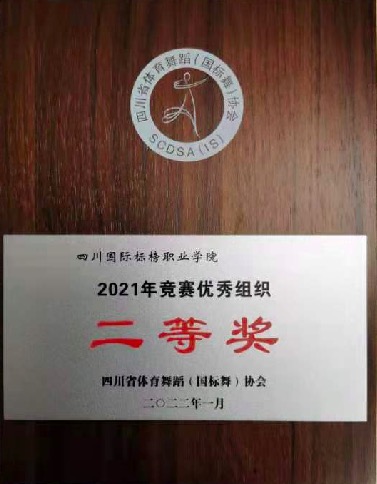 四川省体育舞蹈(国标舞)协会
SCDSA(IS)
四川国际标榜职业学院
2021年竞赛优秀组织
二等奖
四川省体育舞蹈(国标舞)协会
二〇二二年一月